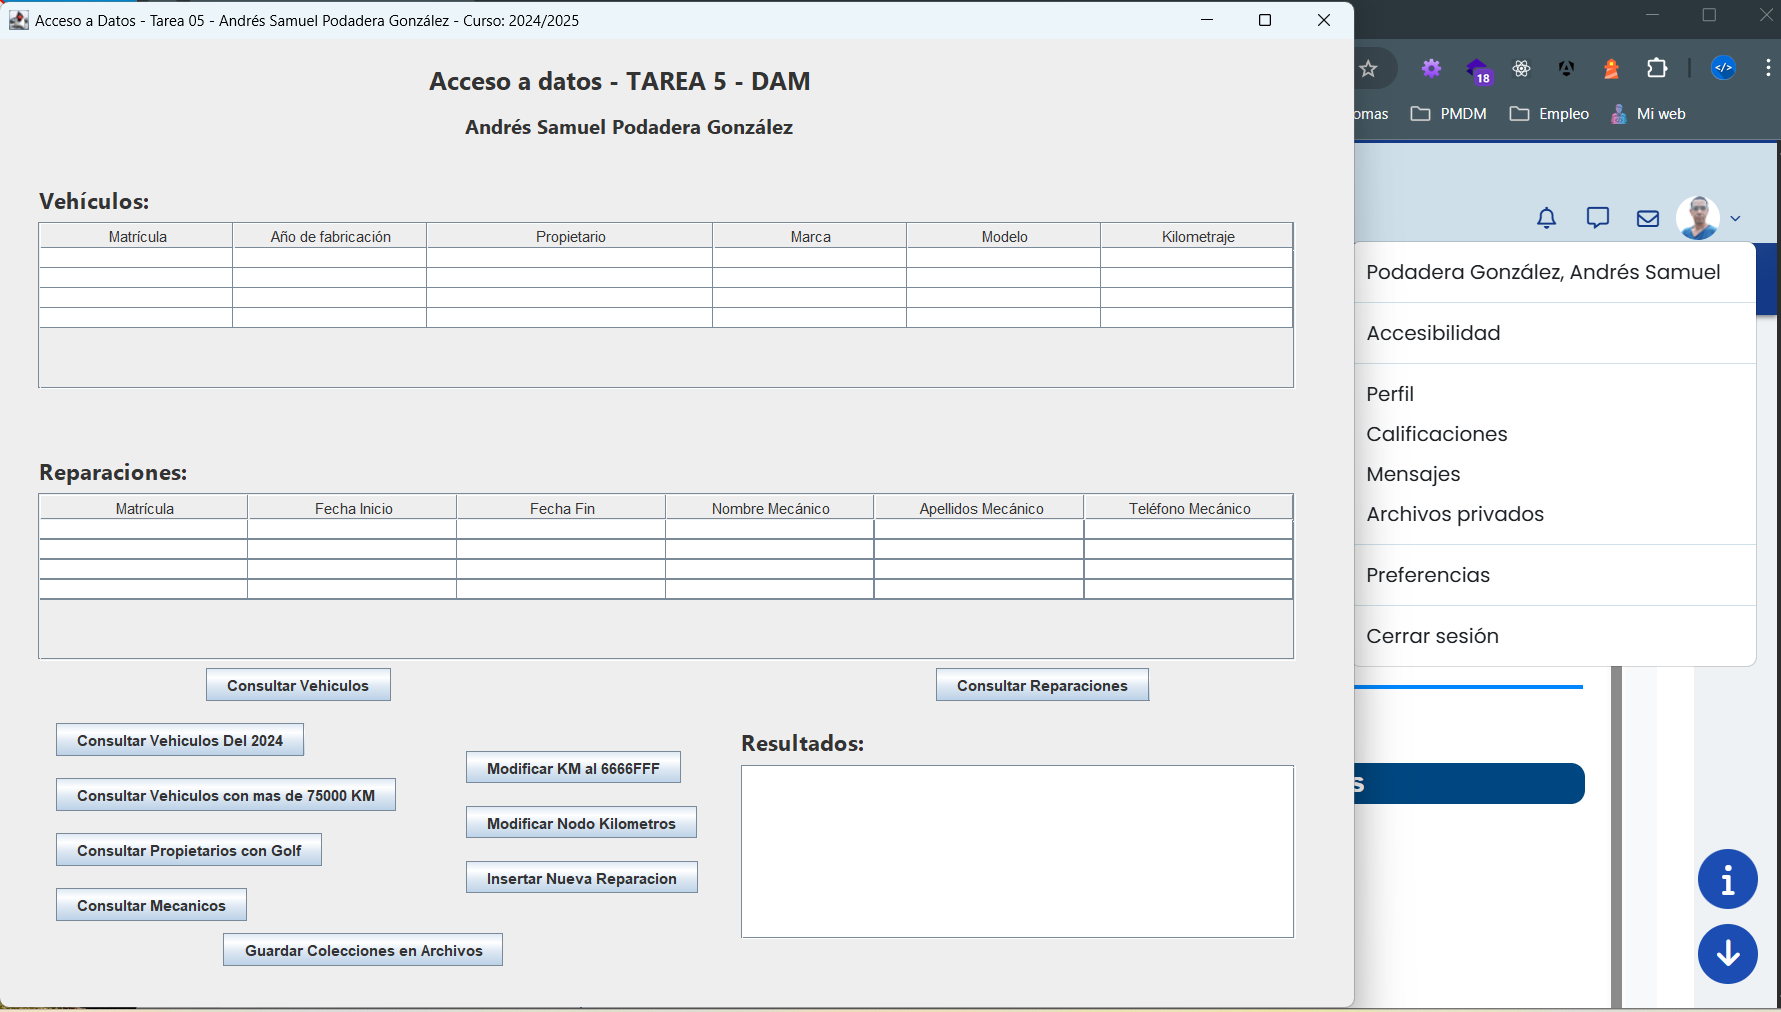 Acceso a Datos - Tarea 05 - Andrés Samuel Podadera González - Curso: 2024/2025
Acceso a datos - TAREA 5 - DAM
Andrés Samuel Podadera González
Vehículos:
Matrícula Año de fabricación Propietario Marca Modelo Kilometraje
Reparaciones:
Matrícula Fecha Inicio Fecha Fin Nombre Mecánico Apellidos Mecánico Teléfono Mecánico
Consultar Vehiculos
Consultar Reparaciones
Consultar Vehiculos Del 2024
Consultar Vehiculos con mas de 75000 KM
Consultar Propietarios con Golf
Consultar Mecanicos
Guardar Colecciones en Archivos
Modificar KM al 6666FFF
Modificar Nodo Kilometros
Insertar Nueva Reparacion
Resultados:
18
</>
omas PMDM Empleo Mi web
Podadera González, Andrés Samuel
Accesibilidad
Perfil
Calificaciones
Mensajes
Archivos privados
Preferencias
Cerrar sesión
s